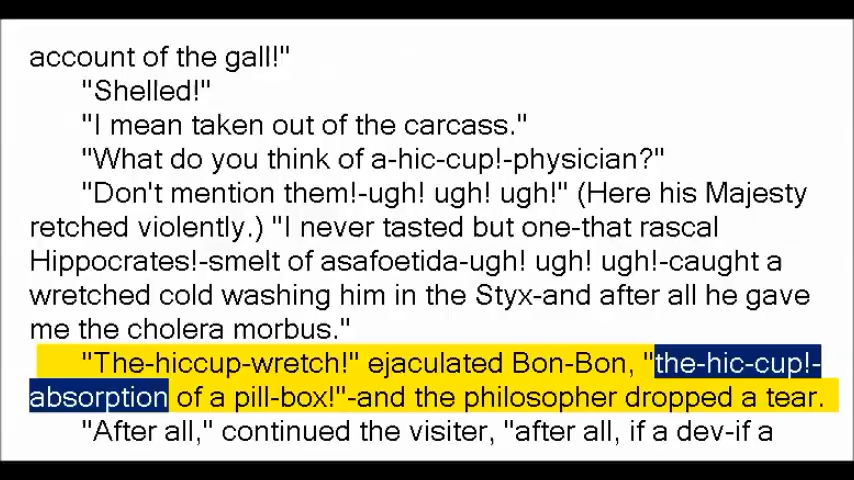 account of the gall!"
"Shelled!"
"I mean taken out of the carcass."
"What do you think of a-hic-cup!-physician?"
"Don't mention them!-ugh! ugh! ugh!" (Here his Majesty
retched violently.) "I never tasted but one-that rascal
Hippocrates!-smelt of asafoetida-ugh! ugh! ugh!-caught a
wretched cold washing him in the Styx-and after all he gave
me the cholera morbus."
"The-hiccup-wretch!" ejaculated Bon-Bon, "the-hic-cup!-
absorption of a pill-box!"-and the philosopher dropped a tear.
"After all," continued the visiter, "after all, if a dev-if a